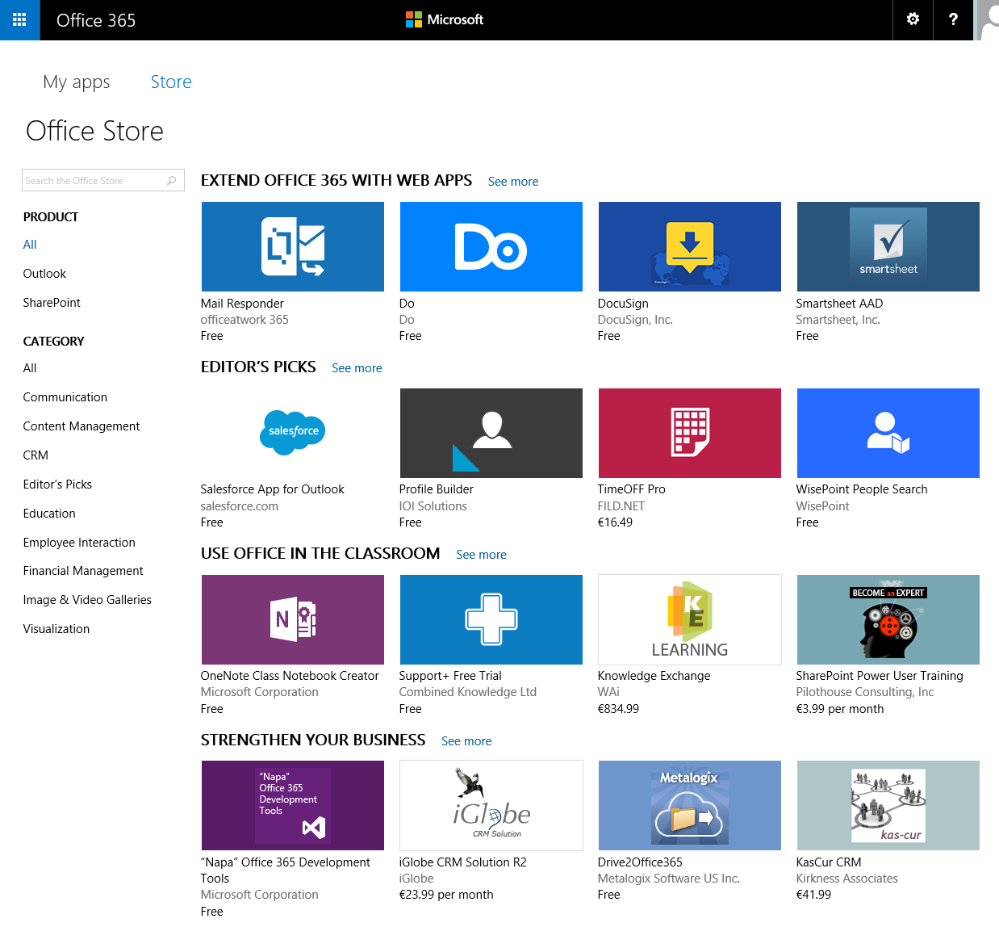 Office 365
Microsoft
?
My apps
Store
Office Store
Search the Office Store
PRODUCT
All
Outlook
SharePoint
CATEGORY
All
Communication
Content Management
CRM
Editor's Picks
Education
Employee Interaction
Financial Management
Image & Video Galleries
Visualization
EXTEND OFFICE 365 WITH WEB APPS See more
Do
smartsheet
Mail Responder
officeatwork 365
Free
Do
Do
Free
DocuSign
DocuSign, Inc.
Free
Smartsheet AAD
Smartsheet, Inc.
Free
EDITOR'S PICKS See more
salesforce
Salesforce App for Outlook
salesforce.com
Free
Profile Builder
IOI Solutions
Free
TimeOFF Pro
FILD.NET
€16.49
WisePoint People Search
WisePoint
Free
USE OFFICE IN THE CLASSROOM See more
N
KE
LEARNING
BECOME an EXPERT
OneNote Class Notebook Creator
Microsoft Corporation
Free
Support+ Free Trial
Combined Knowledge Ltd
Free
Knowledge Exchange
WAi
€834.99
SharePoint Power User Training
Pilothouse Consulting, Inc
€3.99 per month
STRENGTHEN YOUR BUSINESS See more
"Napa"
Office 365
Development
Tools
iGlobe
CRM Solution
Metalogix
kas-cur
"Napa" Office 365 Development
Tools
Microsoft Corporation
Free
iGlobe CRM Solution R2
iGlobe
€23.99 per month
Drive2Office365
Metalogix Software US Inc.
Free
KasCur CRM
Kirkness Associates
€41.99